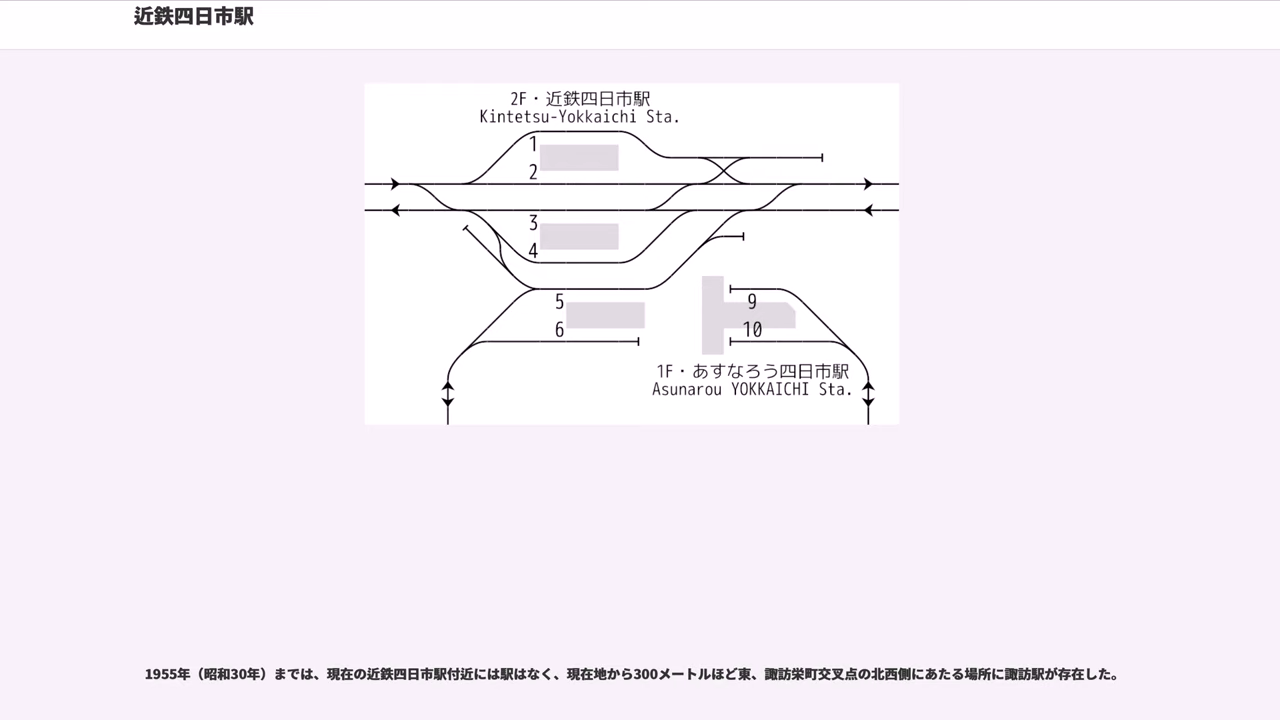 近鉄四日市駅
2F・近鉄四日市駅
Kintetsu-Yokkaichi Sta.
1
2
3
4
5
6
9
10
1F・あすなろう四日市駅
Asunarou YOKKAICHI Sta.
1955年（昭和30年）までは、現在の近鉄四日市駅付近には駅はなく、現在地から300メートルほど東、諏訪栄町交叉点の北西側にあたる場所に諏訪駅が存在した。